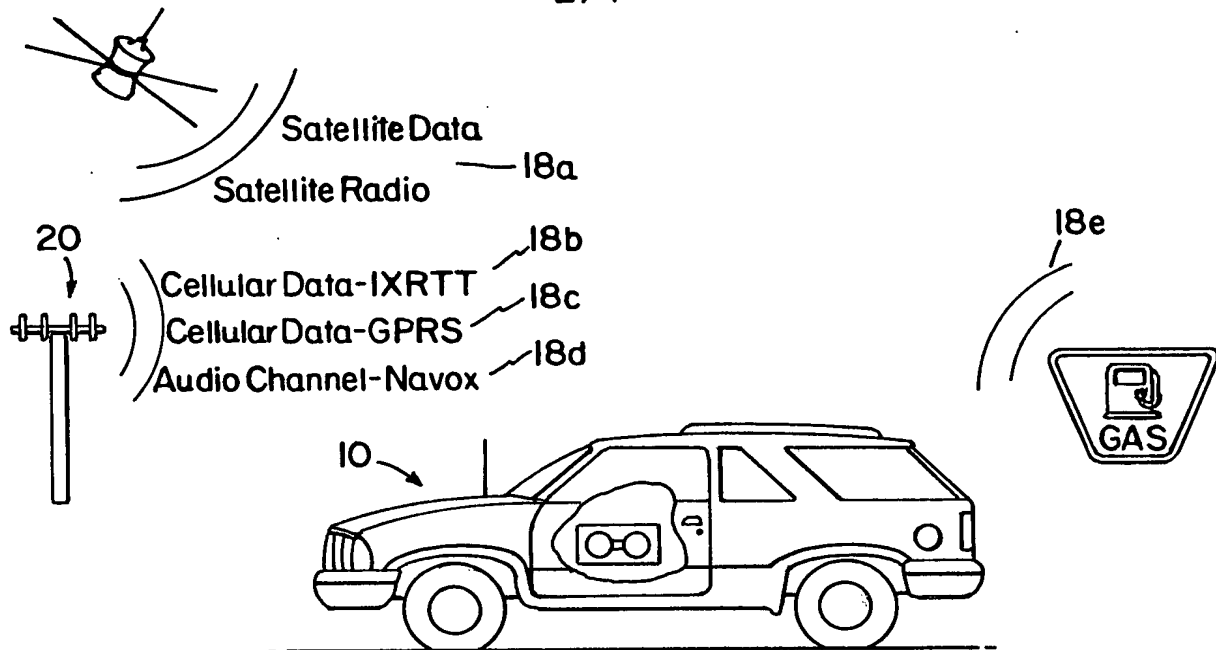 Satellite Data
18a
Satellite Radio
20
18b
Cellular Data-IXRTT
18c
Cellular Data-GPRS
18d
Audio Channel-Navox
18e
GAS
10